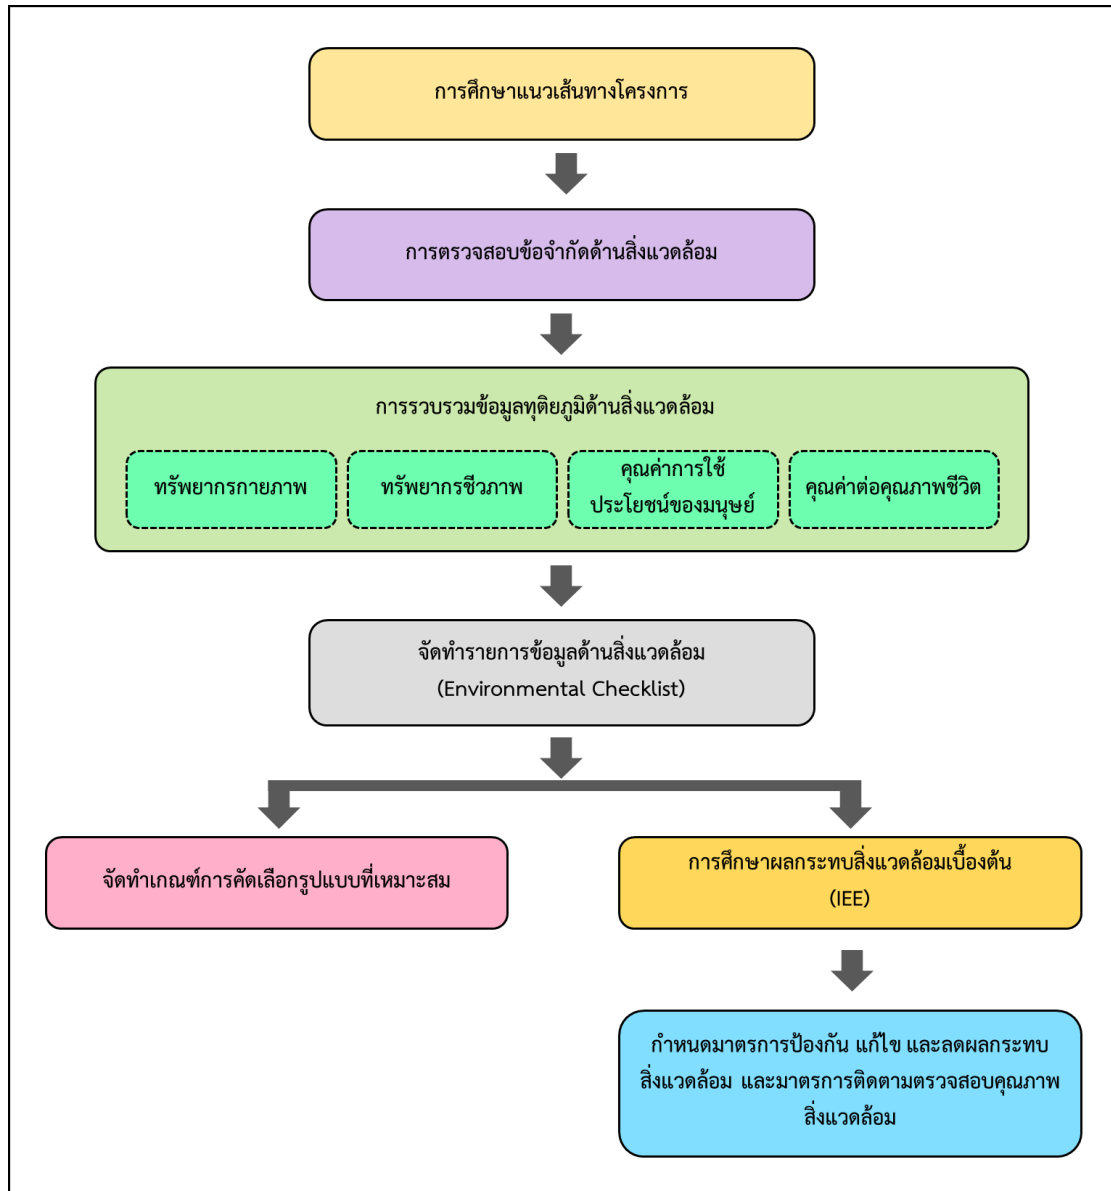 การศึกษาแนวเส้นทางโครงการ
การตรวจสอบข้อจำกัดด้านสิ่งแวดล้อม
การรวบรวมข้อมูลทุติยภูมิด้านสิ่งแวดล้อม
ทรัพยากรกายภาพ
ทรัพยากรชีวภาพ
คุณค่าการใช้
ประโยชน์ของมนุษย์
คุณค่าต่อคุณภาพชีวิต
จัดทำรายการข้อมูลด้านสิ่งแวดล้อม
(Environmental Checklist)
จัดทำเกณฑ์การคัดเลือกรูปแบบที่เหมาะสม
การศึกษาผลกระทบสิ่งแวดล้อมเบื้องต้น
(IEE)
กำหนดมาตรการป้องกัน แก้ไข และลดผลกระทบ
สิ่งแวดล้อม และมาตรการติดตามตรวจสอบคุณภาพ
สิ่งแวดล้อม